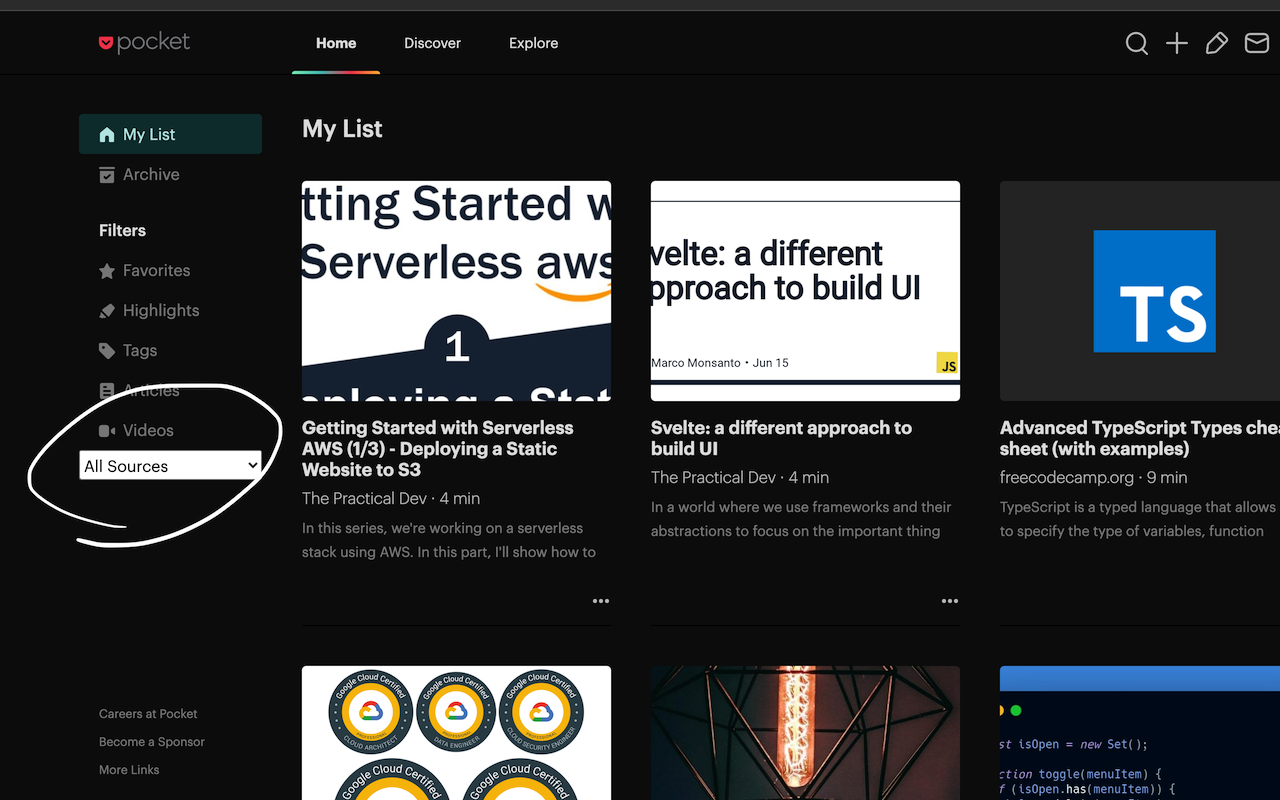 pocket
Home
Discover
Explore
My List
Archive
Filters
Favorites
Highlights
Tags
Articles
Videos
All Sources
Careers at Pocket
Become a Sponsor
More Links
My List
tting Started w
Serverless aws
1
eploying a Stat
Getting Started with Serverless
AWS (1/3) - Deploying a Static
Website to S3
The Practical Dev · 4 min
In this series, we're working on a serverless
stack using AWS. In this part, I'll show how to
velte: a different
pproach to build UI
Marco Monsanto • Jun 15
JS
Svelte: a different approach to
build UI
The Practical Dev · 4 min
In a world where we use frameworks and their
abstractions to focus on the important thing
TS
Advanced TypeScript Types chea
sheet (with examples)
freecodecamp.org · 9 min
TypeScript is a typed language that allows
to specify the type of variables, function
Google Cloud Certified
PROFESSIONAL
CLOUD ARCHITECT
Google Cloud Certified
PROFESSIONAL
DATA ENGINEER
Google Cloud Certified
PROFESSIONAL
CLOUD SECURITY ENGINEER
Google Cloud Certified
Google Cloud Certified
st isOpen = new Set();
ction toggle(menuItem) {
f (isOpen.has(menuItem)) {